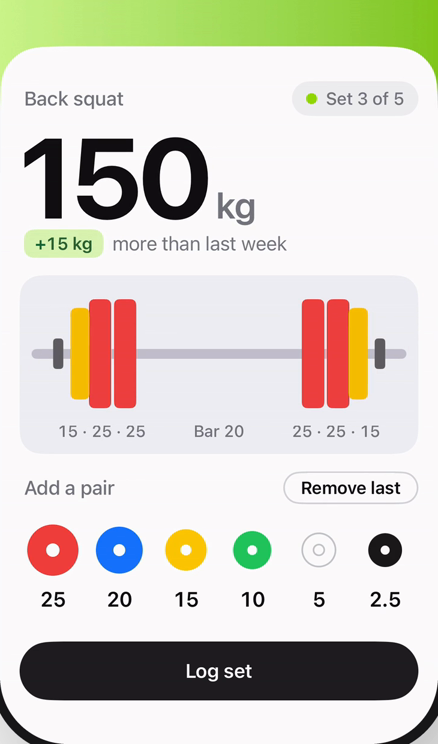 Back squat
Set 3 of 5
150 kg
+15 kg more than last week
15 · 25 · 25
Bar 20
25 · 25 · 15
Add a pair
Remove last
25 20 15 10 5 2.5
Log set